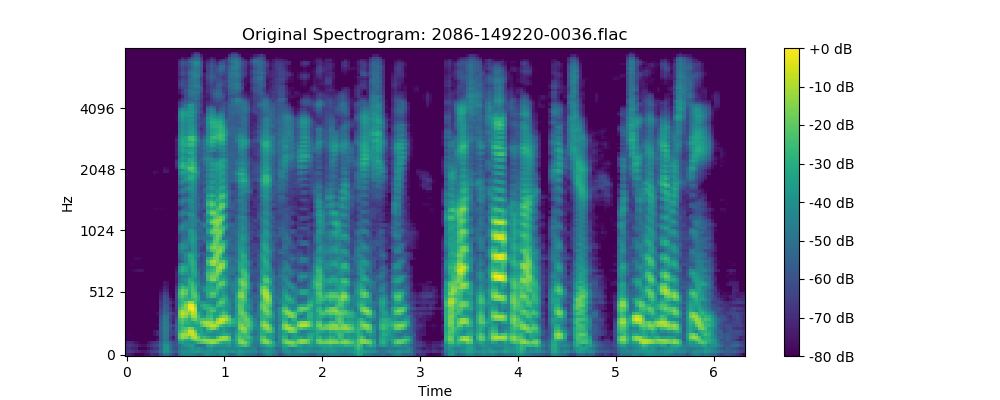 Original Spectrogram: 2086-149220-0036.flac
Hz
4096
2048
1024
512
0
0 1 2 3 4 5 6
Time
+0 dB
-10 dB
-20 dB
-30 dB
-40 dB
-50 dB
-60 dB
-70 dB
-80 dB